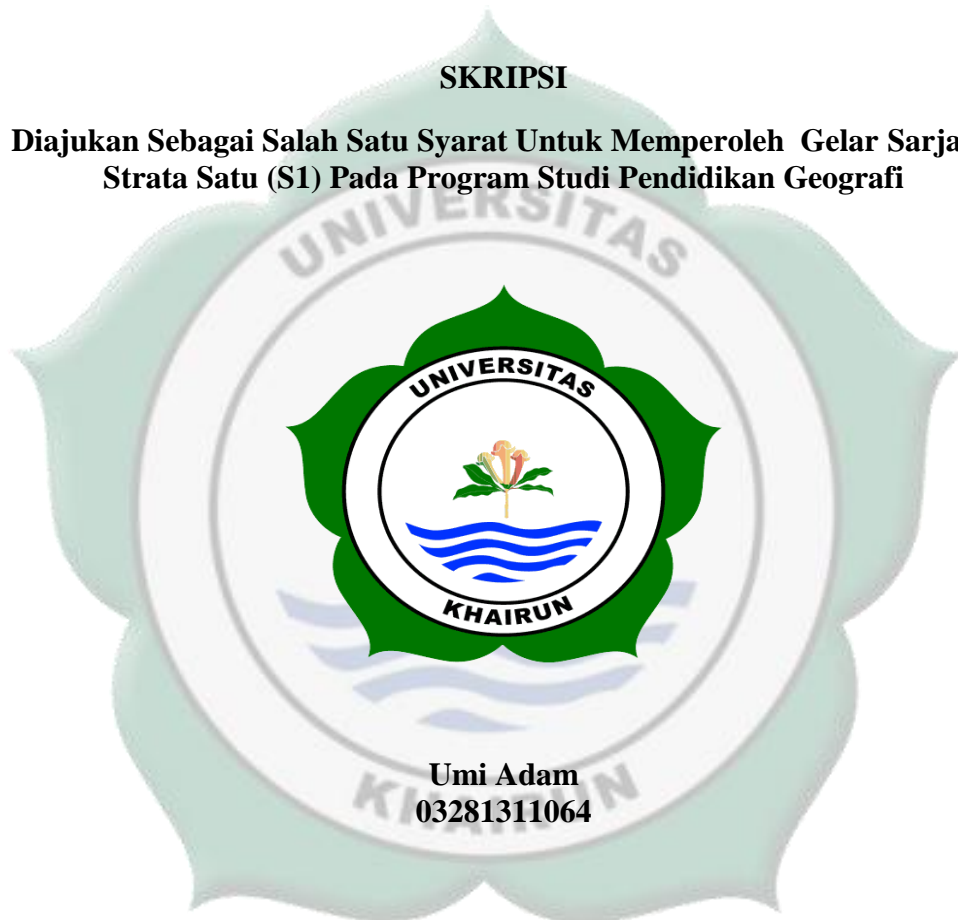 SKRIPSI
Diajukan Sebagai Salah Satu Syarat Untuk Memperoleh Gelar Sarja
Strata Satu (S1) Pada Program Studi Pendidikan Geografi
UNIVERSITAS
UNIVERSITAS
KHAIRUN
Umi Adam
KHAIRUN
03281311064